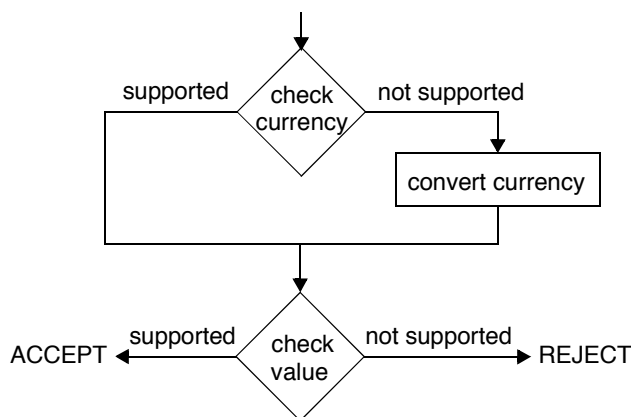 supported
check
currency
not supported
convert currency
ACCEPT
supported
check
value
not supported
REJECT